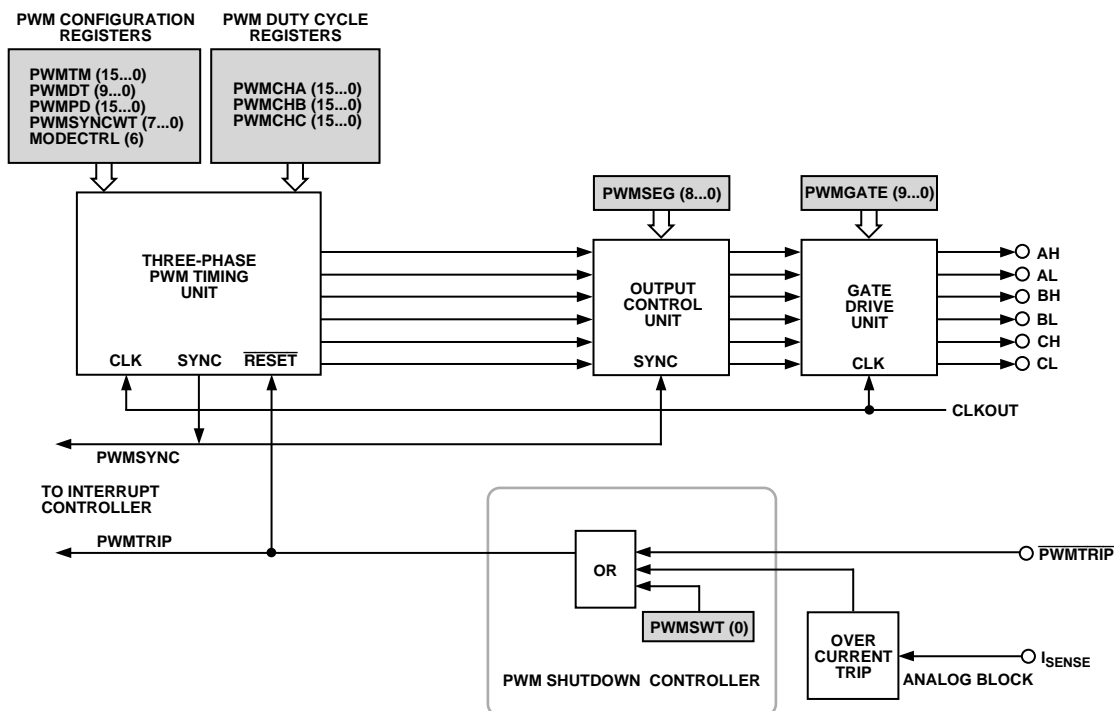 PWM CONFIGURATION
REGISTERS
PWM DUTY CYCLE
REGISTERS
PWMTM (15...0)
PWMDT (9...0)
PWMPD (15...0)
PWMSYNCWT (7...0)
MODECTRL (6)
PWMCHA (15...0)
PWMCHB (15...0)
PWMCHC (15...0)
PWMSEG (8...0)
PWMGATE (9...0)
THREE-PHASE
PWM TIMING
UNIT
CLK
SYNC
RESET
OUTPUT
CONTROL
UNIT
SYNC
GATE
DRIVE
UNIT
CLK
AH
AL
BH
BL
CH
CL
CLKOUT
PWMSYNC
TO INTERRUPT
CONTROLLER
PWMTRIP
OR
PWMTRIP
PWMSWT (0)
OVER
CURRENT
TRIP
ISENSE
ANALOG BLOCK
PWM SHUTDOWN CONTROLLER